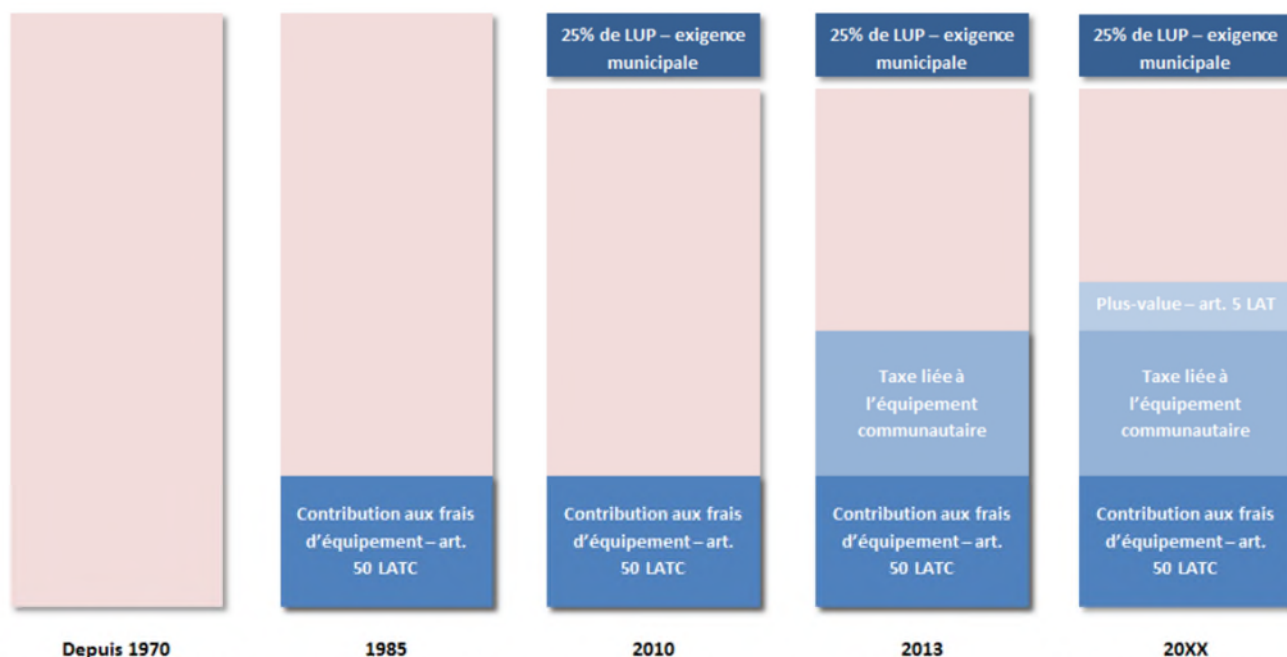 25% de LUP – exigence
municipale
25% de LUP – exigence
municipale
25% de LUP – exigence
municipale
Plus-value – art. 5 LAT
Taxe liée à
l’équipement
communautaire
Taxe liée à
l’équipement
communautaire
Contribution aux frais
d’équipement – art.
50 LATC
Contribution aux frais
d’équipement – art.
50 LATC
Contribution aux frais
d’équipement – art.
50 LATC
Contribution aux frais
d’équipement – art.
50 LATC
Depuis 1970
1985
2010
2013
20XX